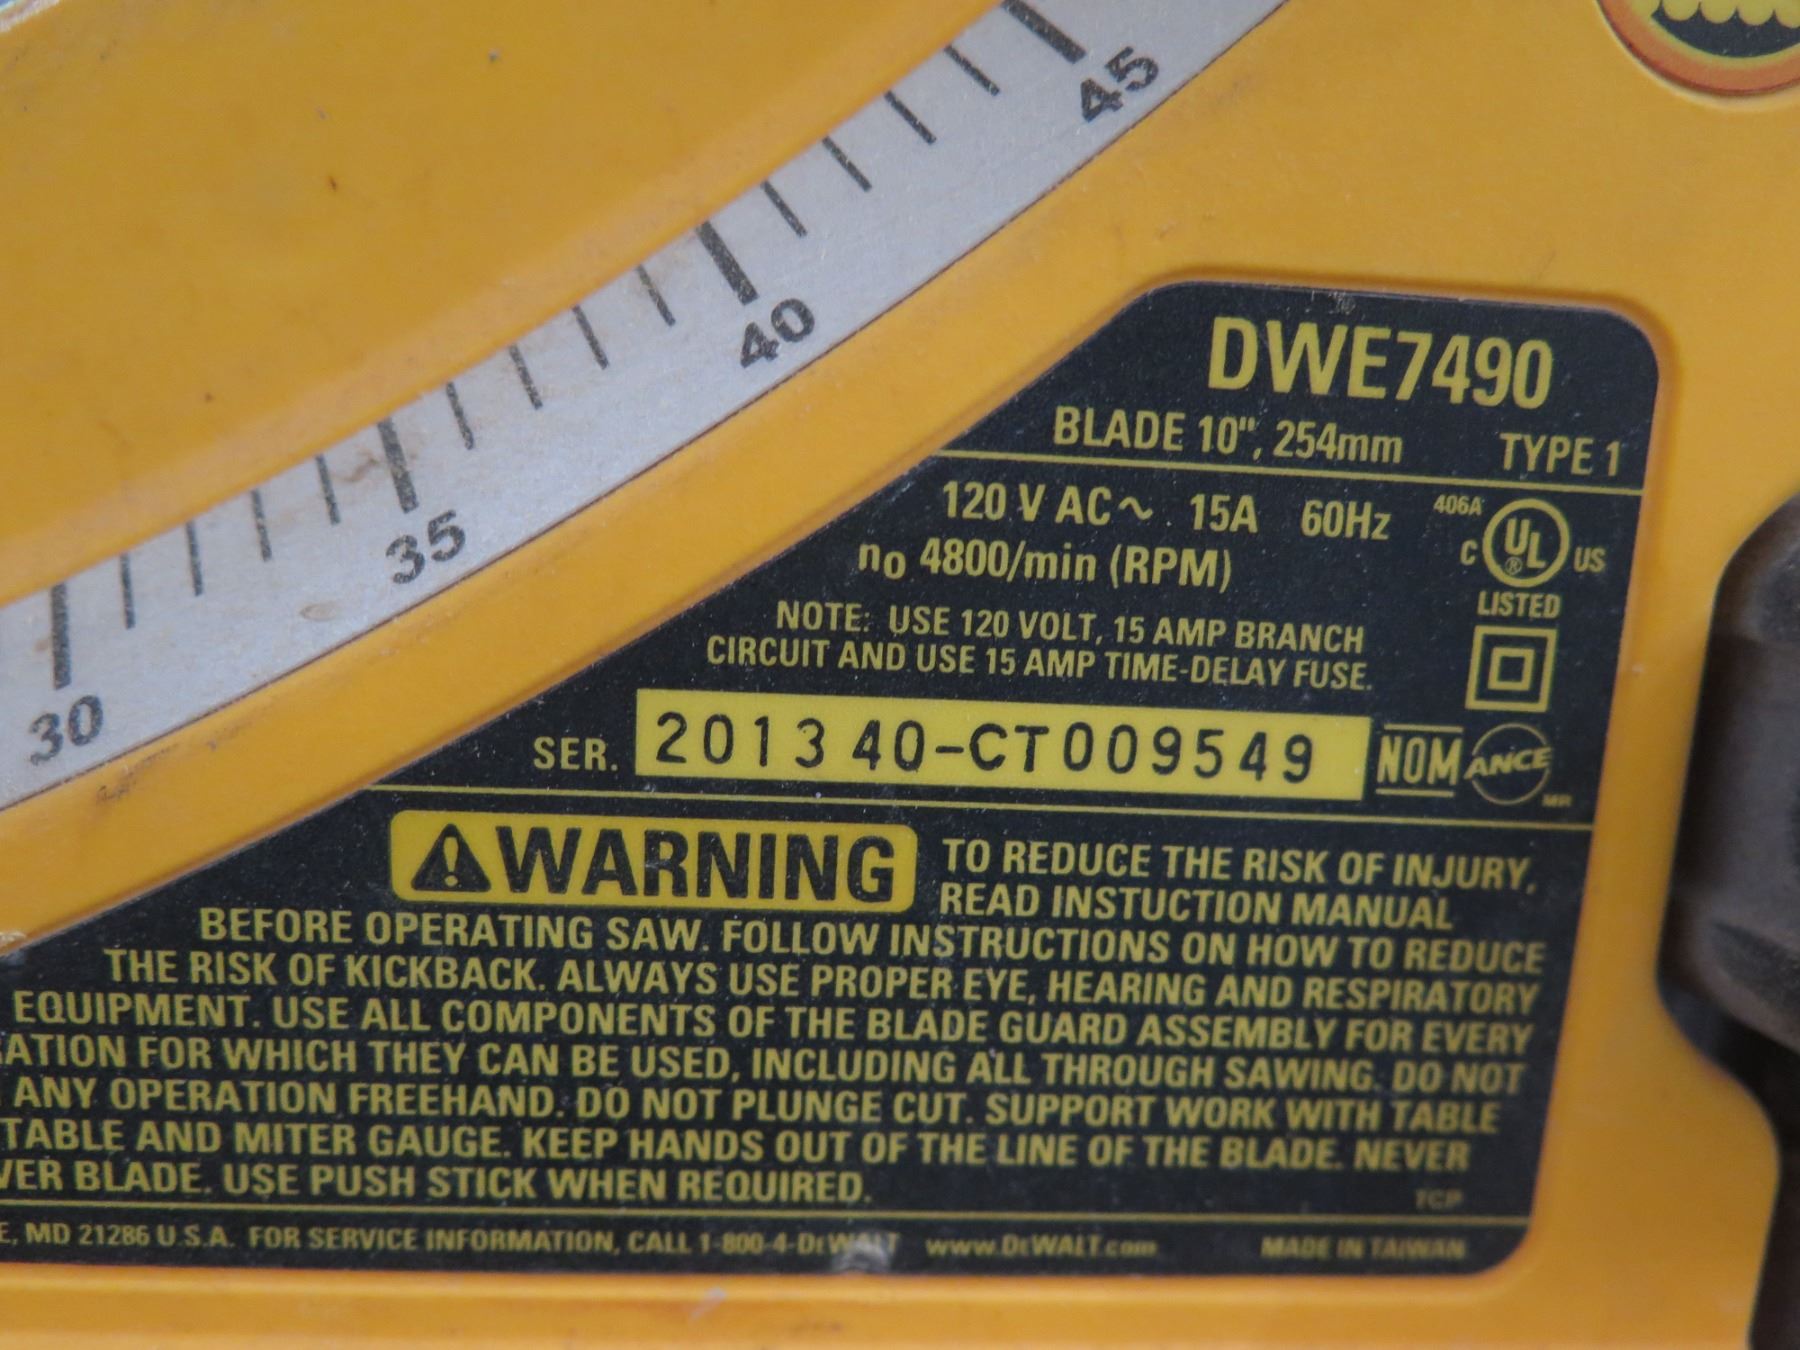 45
40
35
30
DWE7490
BLADE 10", 254mm TYPE 1
120 V AC~ 15A 60Hz
406A
C UL ® US
n₀ 4800/min (RPM)
LISTED
NOTE: USE 120 VOLT, 15 AMP BRANCH
CIRCUIT AND USE 15 AMP TIME-DELAY FUSE.
SER. 2013 40-CT009549 NOM ANCE
MR
WARNING TO REDUCE THE RISK OF INJURY,
READ INSTUCTION MANUAL
BEFORE OPERATING SAW. FOLLOW INSTRUCTIONS ON HOW TO REDUCE
THE RISK OF KICKBACK. ALWAYS USE PROPER EYE, HEARING AND RESPIRATORY
EQUIPMENT. USE ALL COMPONENTS OF THE BLADE GUARD ASSEMBLY FOR EVERY
RATION FOR WHICH THEY CAN BE USED, INCLUDING ALL THROUGH SAWING. DO NOT
ANY OPERATION FREEHAND. DO NOT PLUNGE CUT. SUPPORT WORK WITH TABLE
TABLE AND MITER GAUGE. KEEP HANDS OUT OF THE LINE OF THE BLADE. NEVER
VER BLADE. USE PUSH STICK WHEN REQUIRED.
TCP
E, MD 21286 U.S.A. FOR SERVICE INFORMATION, CALL 1-800-4-DEWALT www.DEWALT.com MADE IN TAIWAN